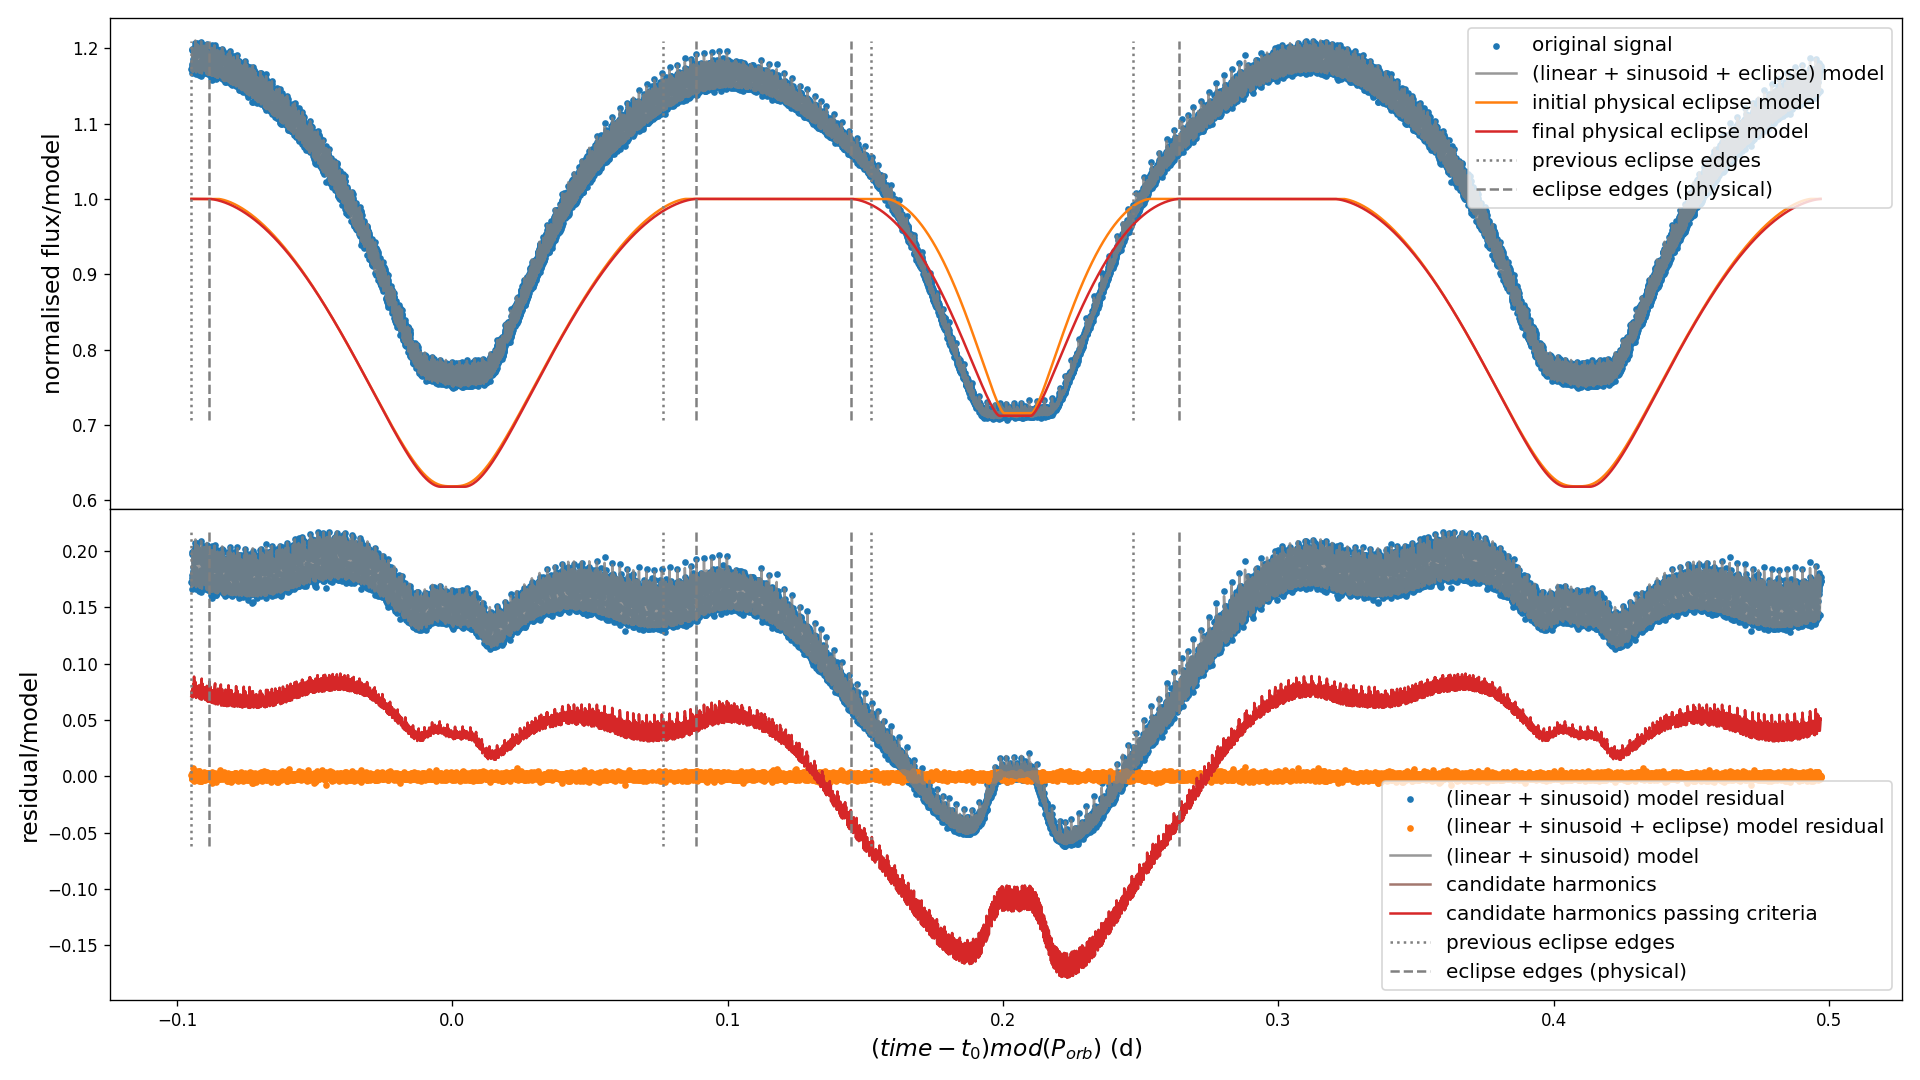 normalised flux/model
1.2
1.1
1.0
0.9
0.8
0.7
0.6
original signal
(linear + sinusoid + eclipse) model
initial physical eclipse model
final physical eclipse model
previous eclipse edges
eclipse edges (physical)
residual/model
0.20
0.15
0.10
0.05
0.00
−0.05
−0.10
−0.15
(linear + sinusoid) model residual
(linear + sinusoid + eclipse) model residual
(linear + sinusoid) model
candidate harmonics
candidate harmonics passing criteria
previous eclipse edges
eclipse edges (physical)
−0.1 0.0 0.1 0.2 0.3 0.4 0.5
(time − t₀)mod(P_orb) (d)